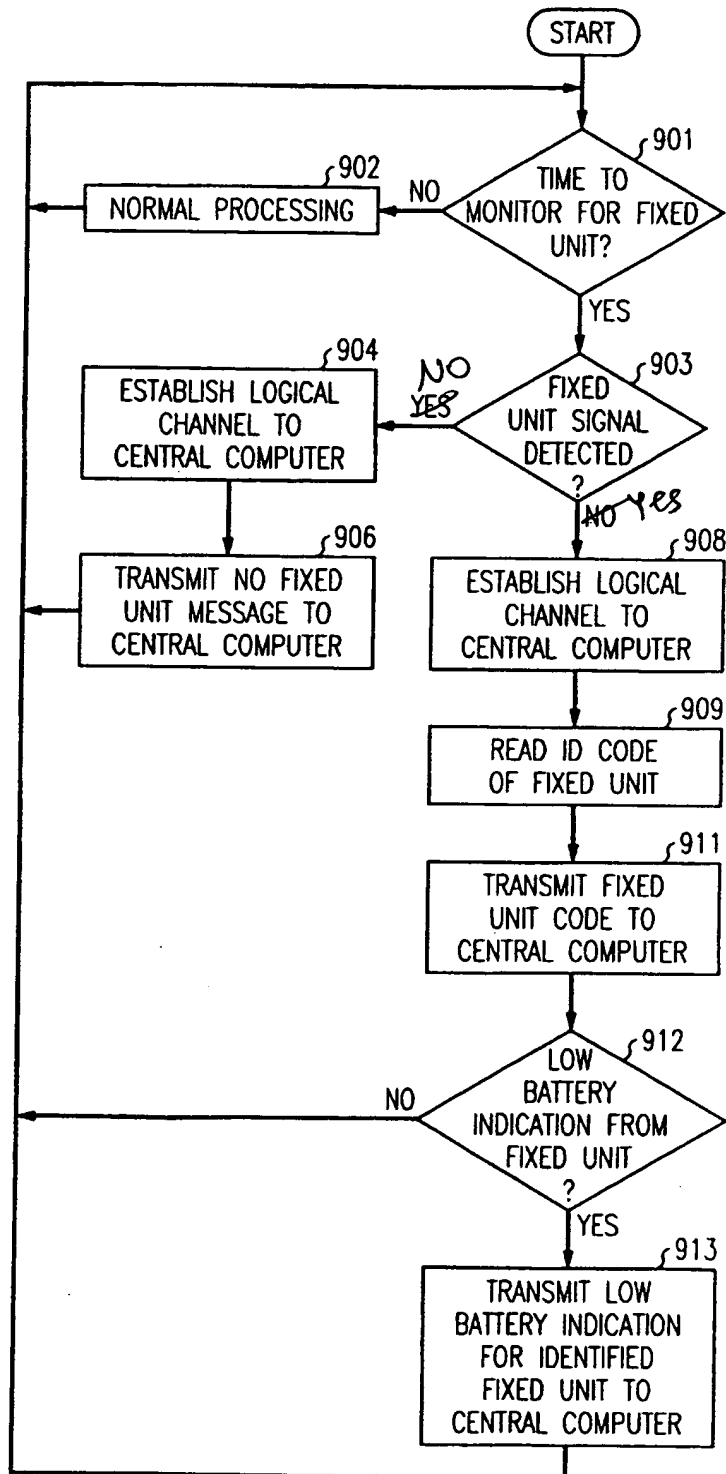 START
901
TIME TO
MONITOR FOR FIXED
UNIT?
NO
902
NORMAL PROCESSING
YES
903
FIXED
UNIT SIGNAL
DETECTED
?
NO
YES
904
ESTABLISH LOGICAL
CHANNEL TO
CENTRAL COMPUTER
906
TRANSMIT NO FIXED
UNIT MESSAGE TO
CENTRAL COMPUTER
NO yes
908
ESTABLISH LOGICAL
CHANNEL TO
CENTRAL COMPUTER
909
READ ID CODE
OF FIXED UNIT
911
TRANSMIT FIXED
UNIT CODE TO
CENTRAL COMPUTER
912
LOW
BATTERY
INDICATION FROM
FIXED UNIT
?
NO
YES
913
TRANSMIT LOW
BATTERY INDICATION
FOR IDENTIFIED
FIXED UNIT TO
CENTRAL COMPUTER